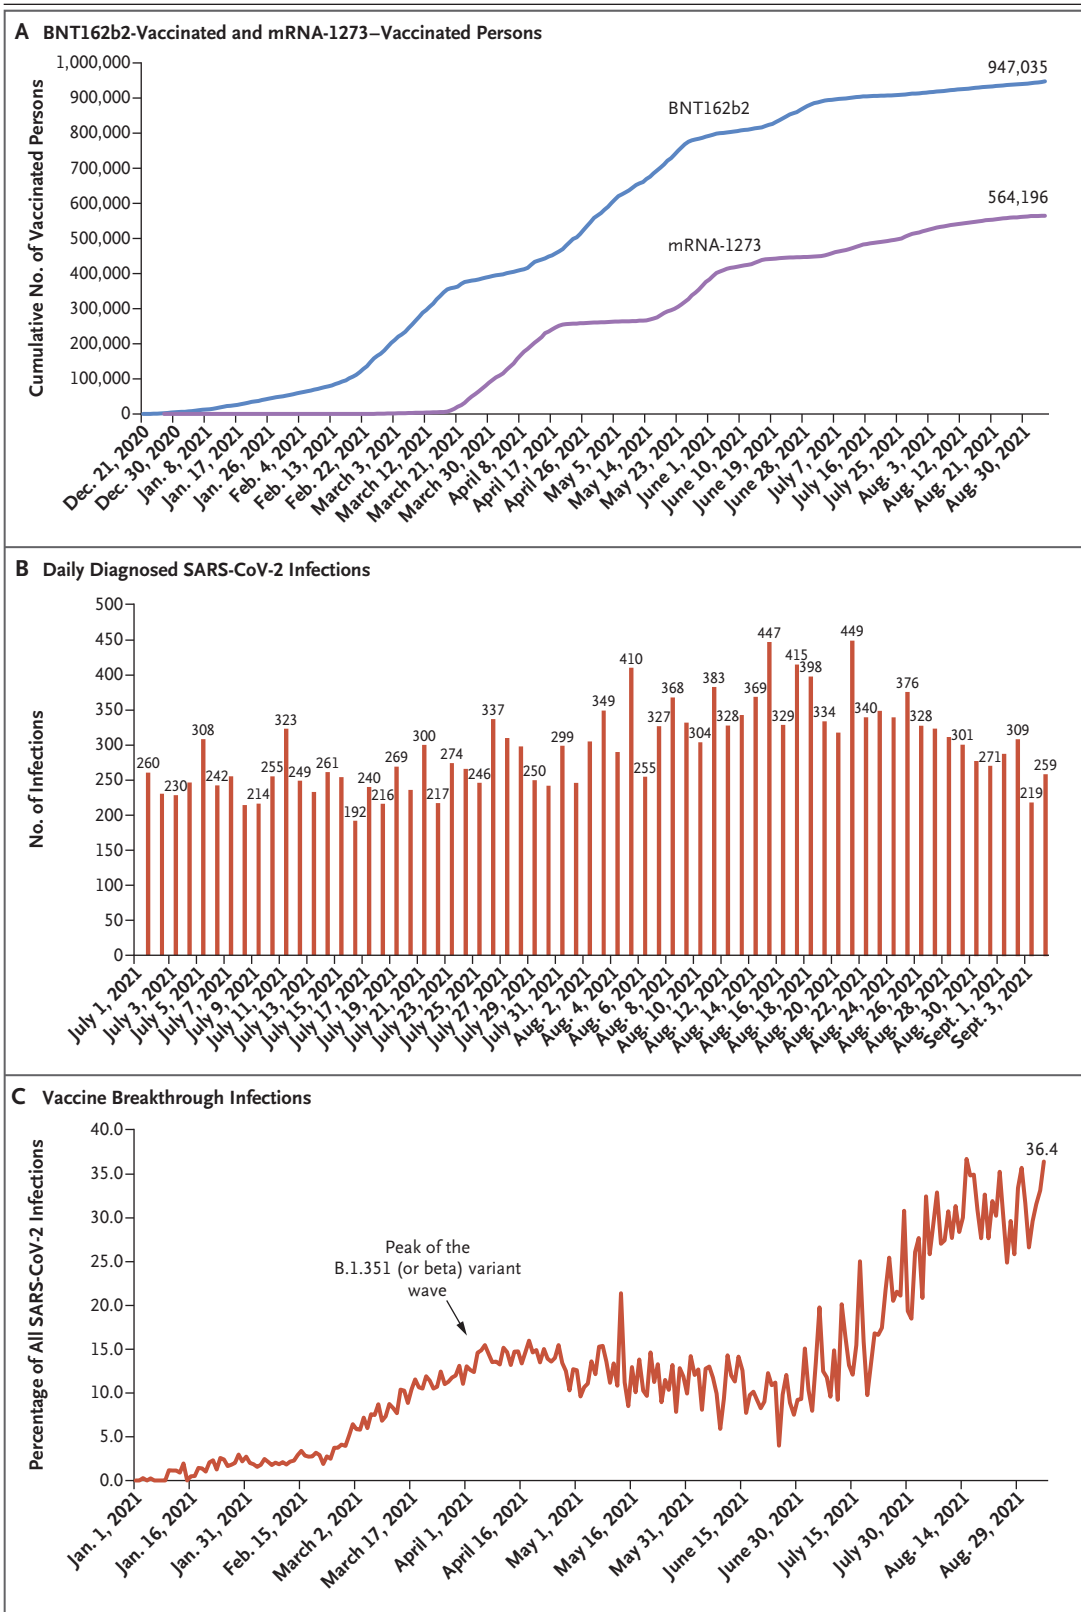 A BNT162b2-Vaccinated and mRNA-1273–Vaccinated Persons
Cumulative No. of Vaccinated Persons
1,000,000
900,000
800,000
700,000
600,000
500,000
400,000
300,000
200,000
100,000
0
947,035
BNT162b2
564,196
mRNA-1273
Dec. 21, 2020
Dec. 30, 2020
Jan. 8, 2021
Jan. 17, 2021
Jan. 26, 2021
Feb. 4, 2021
Feb. 13, 2021
Feb. 22, 2021
March 3, 2021
March 12, 2021
March 21, 2021
March 30, 2021
April 8, 2021
April 17, 2021
April 26, 2021
May 5, 2021
May 14, 2021
May 23, 2021
June 1, 2021
June 10, 2021
June 19, 2021
June 28, 2021
July 7, 2021
July 16, 2021
July 25, 2021
Aug. 3, 2021
Aug. 12, 2021
Aug. 21, 2021
Aug. 30, 2021
B Daily Diagnosed SARS-CoV-2 Infections
No. of Infections
500
450
400
350
300
250
200
150
100
50
0
260
230
308
242
214
255
323
249
261
192
240
216
269
300
217
274
246
337
250
299
349
410
255
327
368
304
383
328
369
447
329
415
398
334
449
340
376
328
301
271
309
219
259
July 1, 2021
July 3, 2021
July 5, 2021
July 7, 2021
July 9, 2021
July 11, 2021
July 13, 2021
July 15, 2021
July 17, 2021
July 19, 2021
July 21, 2021
July 23, 2021
July 25, 2021
July 27, 2021
July 29, 2021
July 31, 2021
Aug. 2, 2021
Aug. 4, 2021
Aug. 6, 2021
Aug. 8, 2021
Aug. 10, 2021
Aug. 12, 2021
Aug. 14, 2021
Aug. 16, 2021
Aug. 18, 2021
Aug. 20, 2021
Aug. 22, 2021
Aug. 24, 2021
Aug. 26, 2021
Aug. 28, 2021
Aug. 30, 2021
Sept. 1, 2021
Sept. 3, 2021
C Vaccine Breakthrough Infections
Percentage of All SARS-CoV-2 Infections
40.0
35.0
30.0
25.0
20.0
15.0
10.0
5.0
0.0
36.4
Peak of the
B.1.351 (or beta) variant
wave
Jan. 1, 2021
Jan. 16, 2021
Jan. 31, 2021
Feb. 15, 2021
March 2, 2021
March 17, 2021
April 1, 2021
April 16, 2021
May 1, 2021
May 16, 2021
May 31, 2021
June 15, 2021
June 30, 2021
July 15, 2021
July 30, 2021
Aug. 14, 2021
Aug. 29, 2021